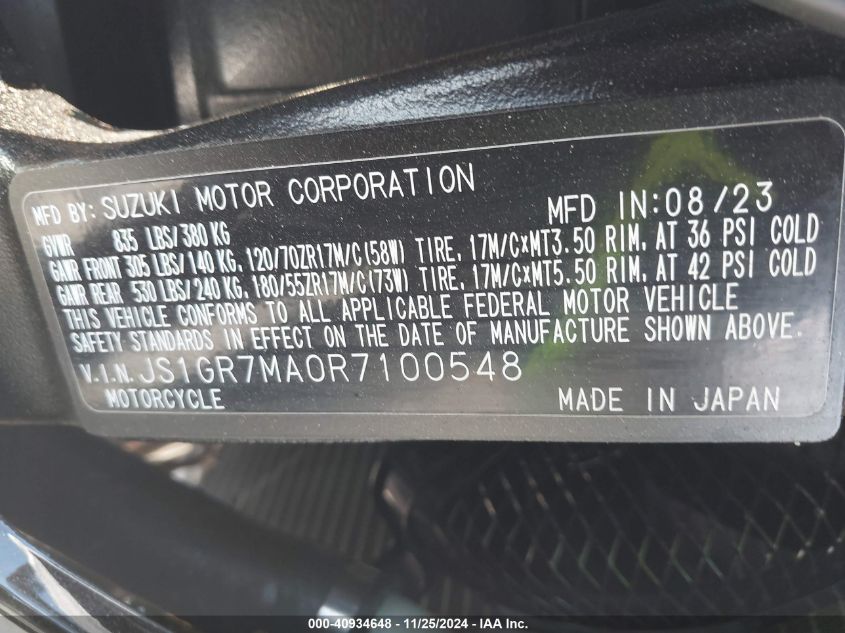 MFD BY: SUZUKI MOTOR CORPORATION MFD IN: 08/23
GVWR 835 LBS/380 KG
GAWR FRONT 305 LBS/140 KG, 120/70ZR17M/C(58W) TIRE, 17M/C×MT3.50 RIM, AT 36 PSI COLD
GAWR REAR 530 LBS/240 KG, 180/55ZR17M/C(73W) TIRE, 17M/C×MT5.50 RIM, AT 42 PSI COLD
THIS VEHICLE CONFORMS TO ALL APPLICABLE FEDERAL MOTOR VEHICLE
SAFETY STANDARDS IN EFFECT ON THE DATE OF MANUFACTURE SHOWN ABOVE.
V.I.N. JS1GR7MA0R7100548
MOTORCYCLE MADE IN JAPAN
000-40934648 - 11/25/2024 - IAA Inc.